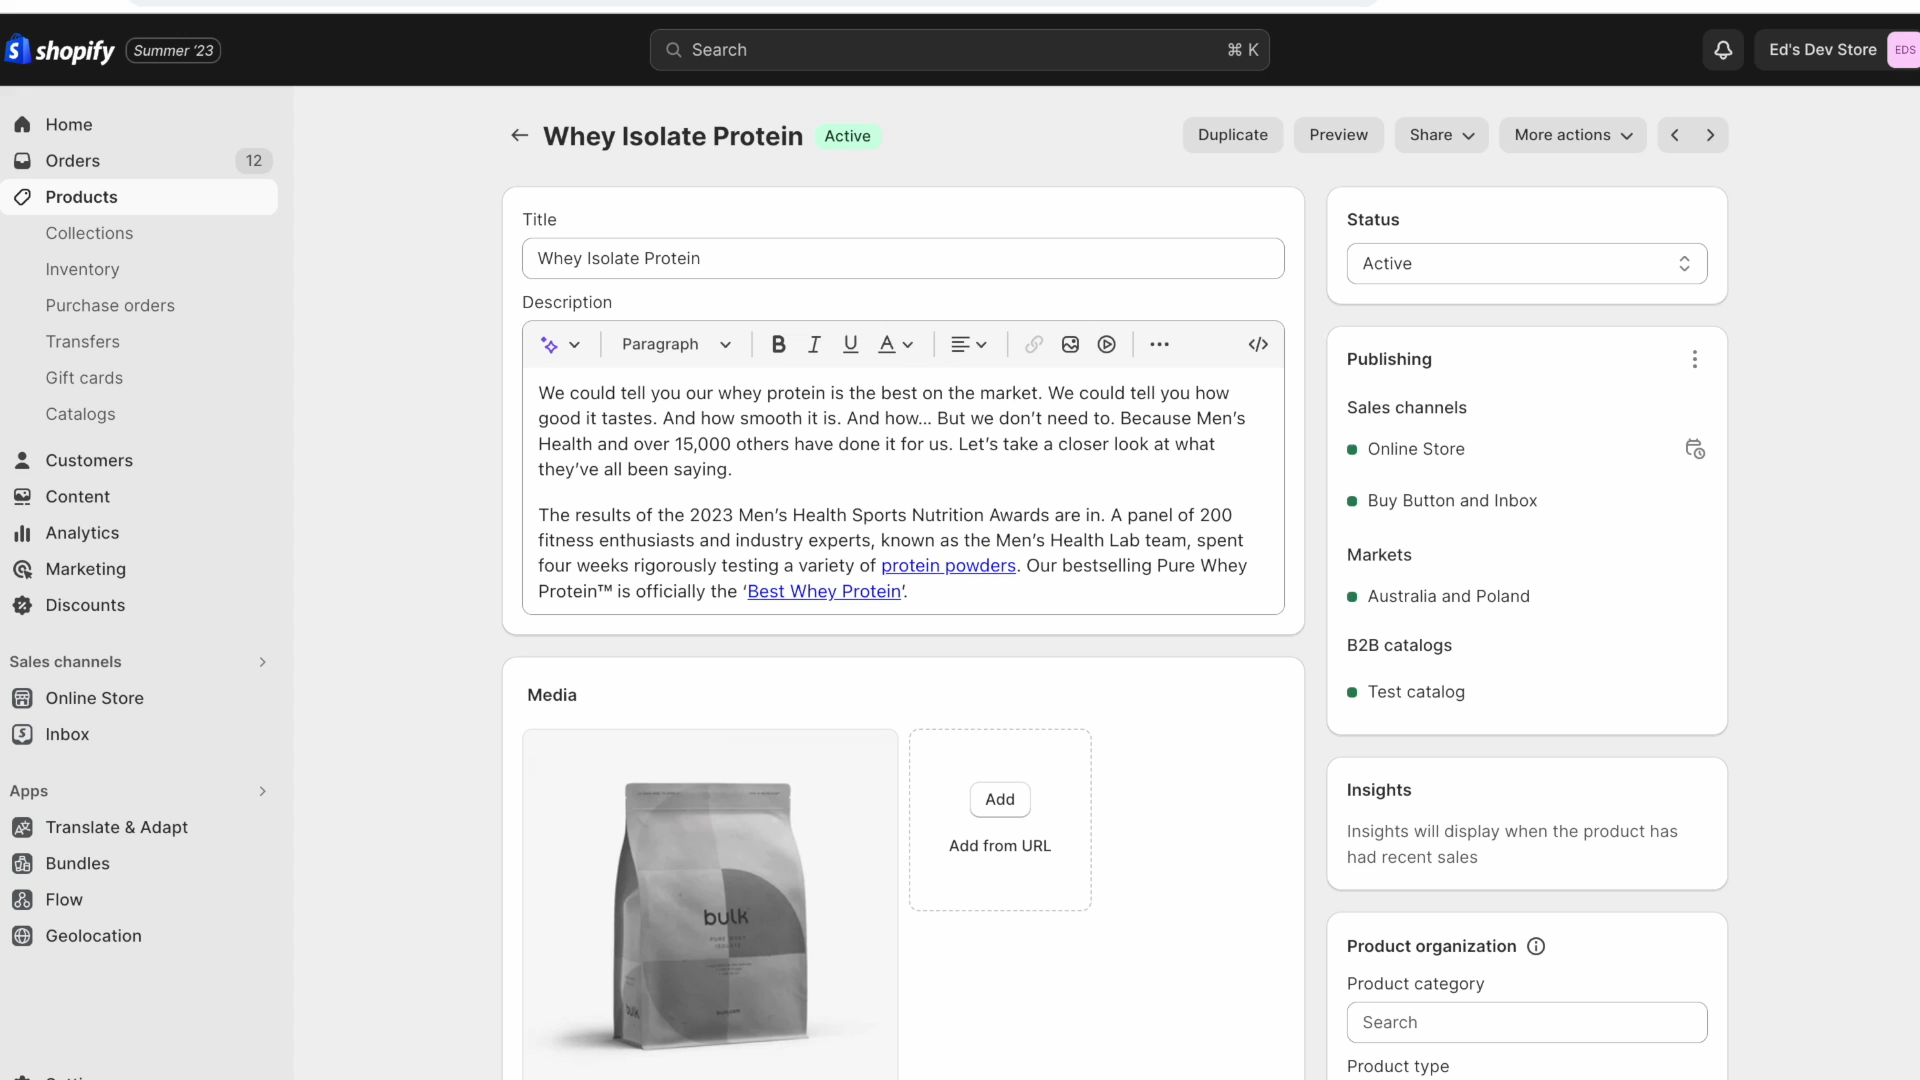 shopify Summer '23
Search ⌘ K
Ed's Dev Store EDS
Home
Orders 12
Products
Collections
Inventory
Purchase orders
Transfers
Gift cards
Catalogs
Customers
Content
Analytics
Marketing
Discounts
Sales channels
Online Store
Inbox
Apps
Translate & Adapt
Bundles
Flow
Geolocation
Whey Isolate Protein Active
Duplicate Preview Share More actions
Title
Whey Isolate Protein
Description
Paragraph B I U A </>
We could tell you our whey protein is the best on the market. We could tell you how
good it tastes. And how smooth it is. And how... But we don’t need to. Because Men’s
Health and over 15,000 others have done it for us. Let’s take a closer look at what
they’ve all been saying.
The results of the 2023 Men’s Health Sports Nutrition Awards are in. A panel of 200
fitness enthusiasts and industry experts, known as the Men’s Health Lab team, spent
four weeks rigorously testing a variety of protein powders. Our bestselling Pure Whey
Protein™ is officially the ‘Best Whey Protein’.
Media
bulk
PURE WHEY
ISOLATE
Add
Add from URL
Status
Active
Publishing
Sales channels
Online Store
Buy Button and Inbox
Markets
Australia and Poland
B2B catalogs
Test catalog
Insights
Insights will display when the product has
had recent sales
Product organization
Product category
Search
Product type